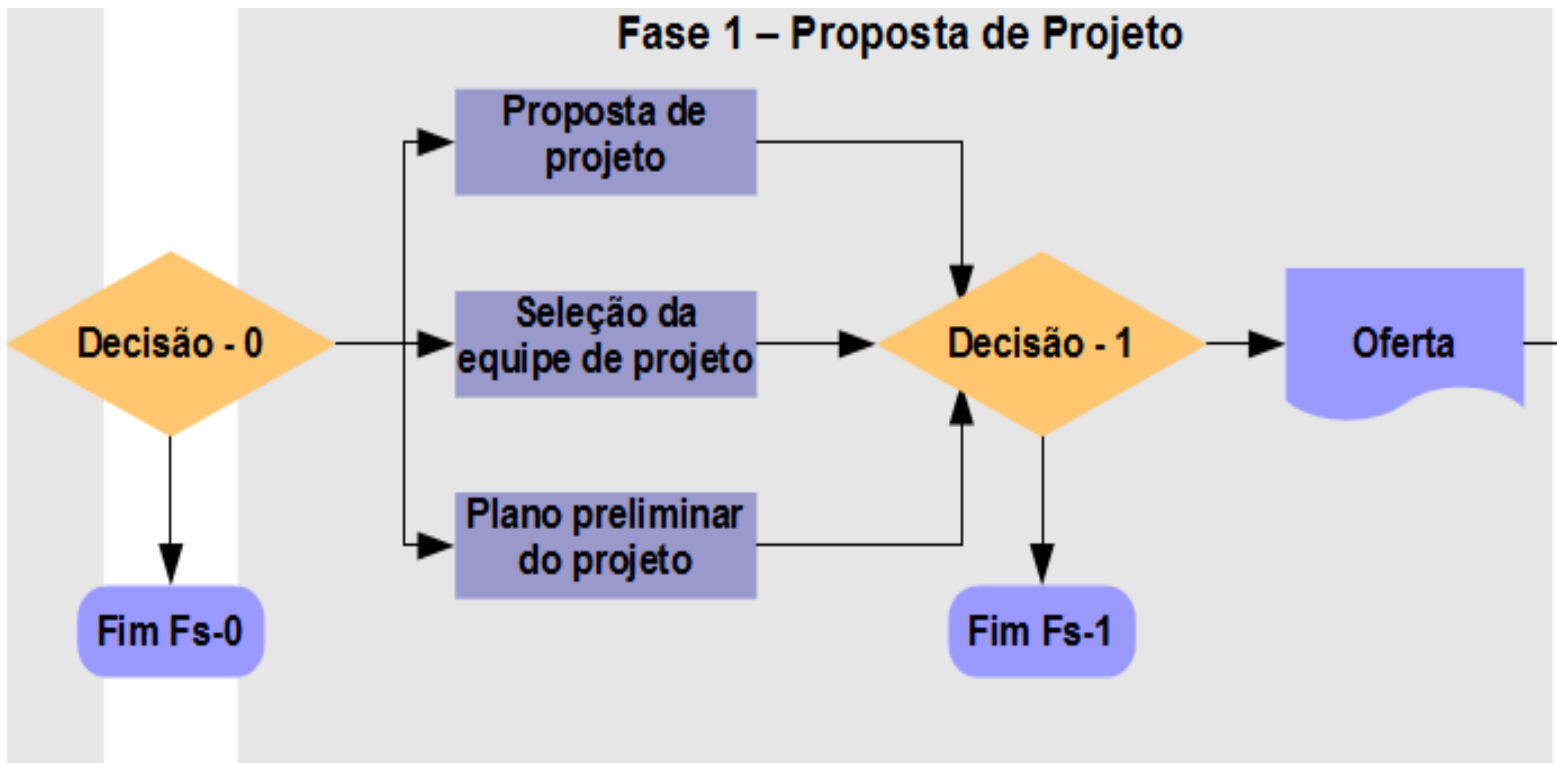 Fase 1 – Proposta de Projeto
Proposta de
projeto
Decisão - 0
Seleção da
equipe de projeto
Decisão - 1
Oferta
Plano preliminar
do projeto
Fim Fs-0
Fim Fs-1